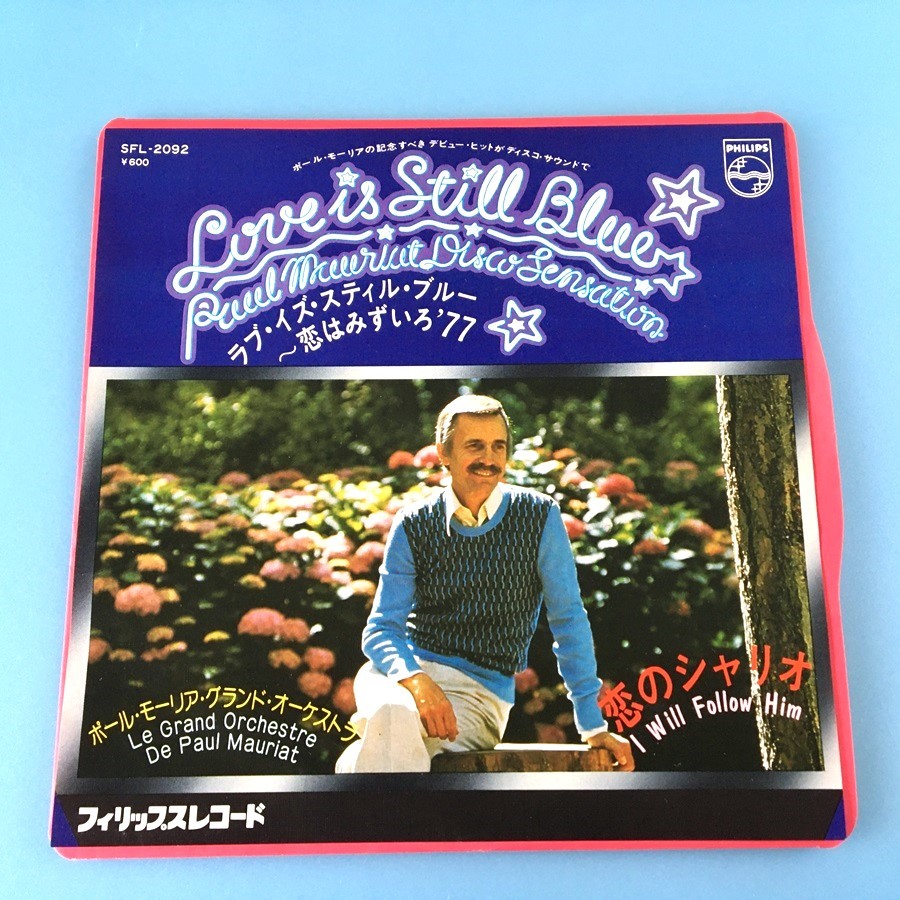 SFL-2092
¥600
ポール・モーリアの記念すべき デビュー・ヒットが ディスコ・サウンドで
PHILIPS
Love is Still Blue
Paul Mauriat Disco Sensation
ラブ・イズ・スティル・ブルー
〜恋はみずいろ'77
恋のシャリオ
I Will Follow Him
ポール・モーリア・グランド・オーケストラ
Le Grand Orchestre
De Paul Mauriat
フィリップスレコード